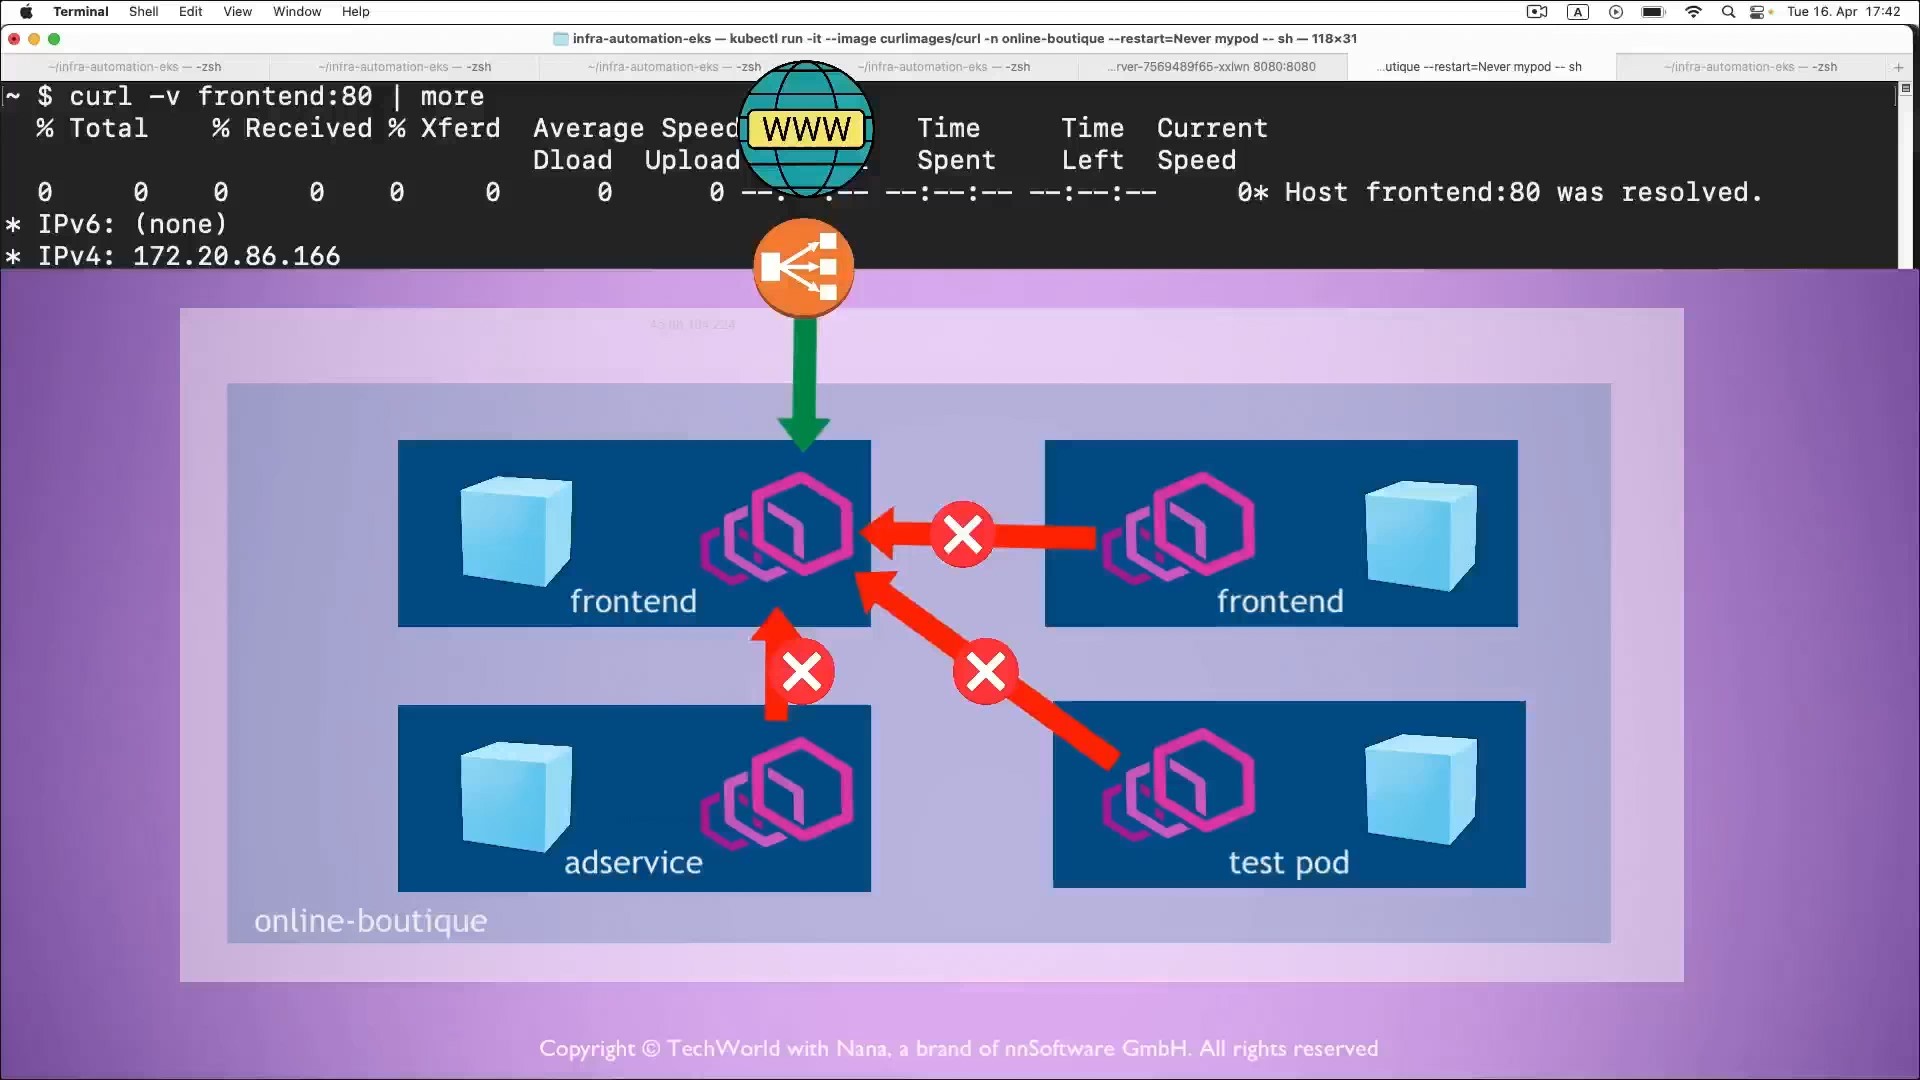 Terminal Shell Edit View Window Help A Tue 16. Apr 17:42
infra-automation-eks — kubectl run -it --image curlimages/curl -n online-boutique --restart=Never mypod -- sh — 118×31
~/infra-automation-eks — -zsh ~/infra-automation-eks — -zsh ~/infra-automation-eks — -zsh ~/infra-automation-eks — -zsh ...rver-7569489f65-xxlwn 8080:8080 ...utique --restart=Never mypod -- sh ~/infra-automation-eks — -zsh +
~ $ curl -v frontend:80 | more
% Total % Received % Xferd Average Speed Time Time Current
Dload Upload Spent Left Speed
0 0 0 0 0 0 0 0 --:--:-- --:--:-- --:--:-- 0* Host frontend:80 was resolved.
* IPv6: (none)
* IPv4: 172.20.86.166
WWW
frontend
frontend
adservice
test pod
online-boutique
Copyright © TechWorld with Nana, a brand of nnSoftware GmbH. All rights reserved